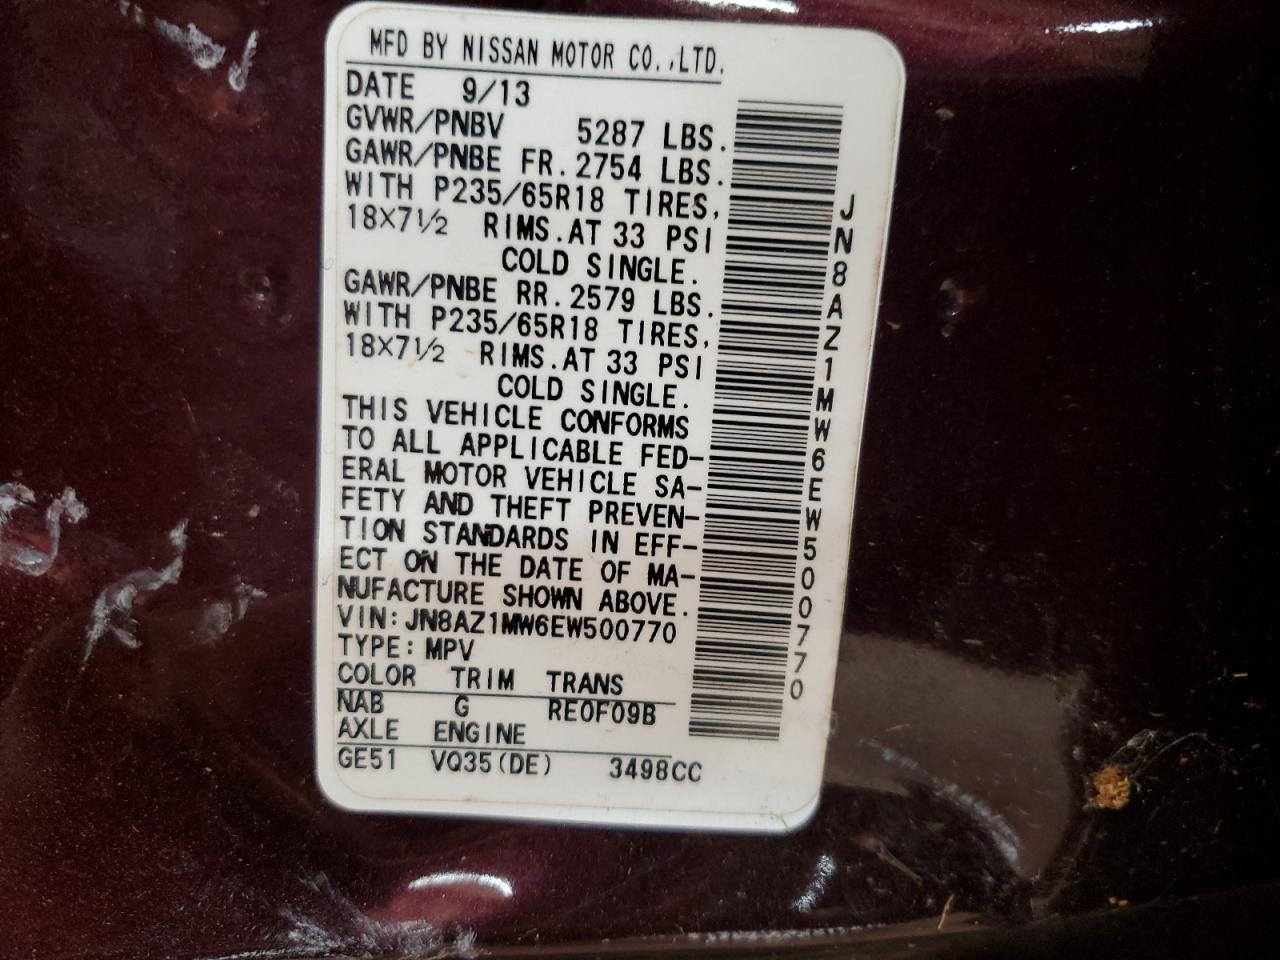 MFD BY NISSAN MOTOR CO.,LTD.
DATE 9/13
GVWR/PNBV 5287 LBS.
GAWR/PNBE FR. 2754 LBS.
WITH P235/65R18 TIRES,
18X7½ RIMS. AT 33 PSI
COLD SINGLE.
GAWR/PNBE RR. 2579 LBS.
WITH P235/65R18 TIRES,
18X7½ RIMS. AT 33 PSI
COLD SINGLE.
THIS VEHICLE CONFORMS
TO ALL APPLICABLE FED-
ERAL MOTOR VEHICLE SA-
FETY AND THEFT PREVEN-
TION STANDARDS IN EFF-
ECT ON THE DATE OF MA-
NUFACTURE SHOWN ABOVE.
VIN: JN8AZ1MW6EW500770
TYPE: MPV
COLOR TRIM TRANS
NAB G RE0F09B
AXLE ENGINE
GE51 VQ35(DE) 3498CC
JN8AZ1MW6EW500770